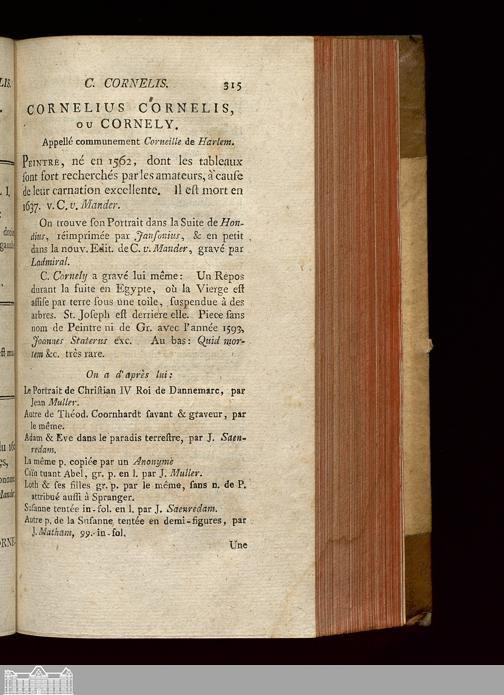 C. CORNELIS. 315
CORNELIUS CORNELIS,
OU CORNELY.
Appellé communement Corneille de Harlem.
PEINTRE, né en 1562, dont les tableaux
sont fort recherchés par les amateurs, à cause
de leur carnation excellente. Il est mort en
1637. v. C. v. Mander.
On trouve son Portrait dans la Suite de Hon-
dius, réimprimée par Jansonius, & en petit
dans la nouv. Edit. de C. v. Mander, gravé par
Ladmiral.
C. Cornely a gravé lui même: Un Repos
durant la fuite en Egypte, où la Vierge est
assise par terre sous une toile, suspendue à des
arbres. St. Joseph est derriere elle. Piece sans
nom de Peintre ni de Gr. avec l'année 1593.
Joannes Staterus exc. Au bas: Quid mor-
tem &c. très rare.
On a d'après lui:
Le Portrait de Christian IV Roi de Dannemarc, par
Jean Muller.
Autre de Théod. Coornhardt savant & graveur, par
le même.
Adam & Eve dans le paradis terrestre, par J. Saen-
redam.
La même p. copiée par un Anonyme
Caïn tuant Abel, gr. p. en l. par J. Muller.
Loth & ses filles gr. p. par le même, sans n. de P.
attribué aussi à Spranger.
Susanne tentée in-fol. en l. par J. Saenredam.
Autre p. de la Susanne tentée en demi-figures, par
J. Matham, 99. in-fol.
Une